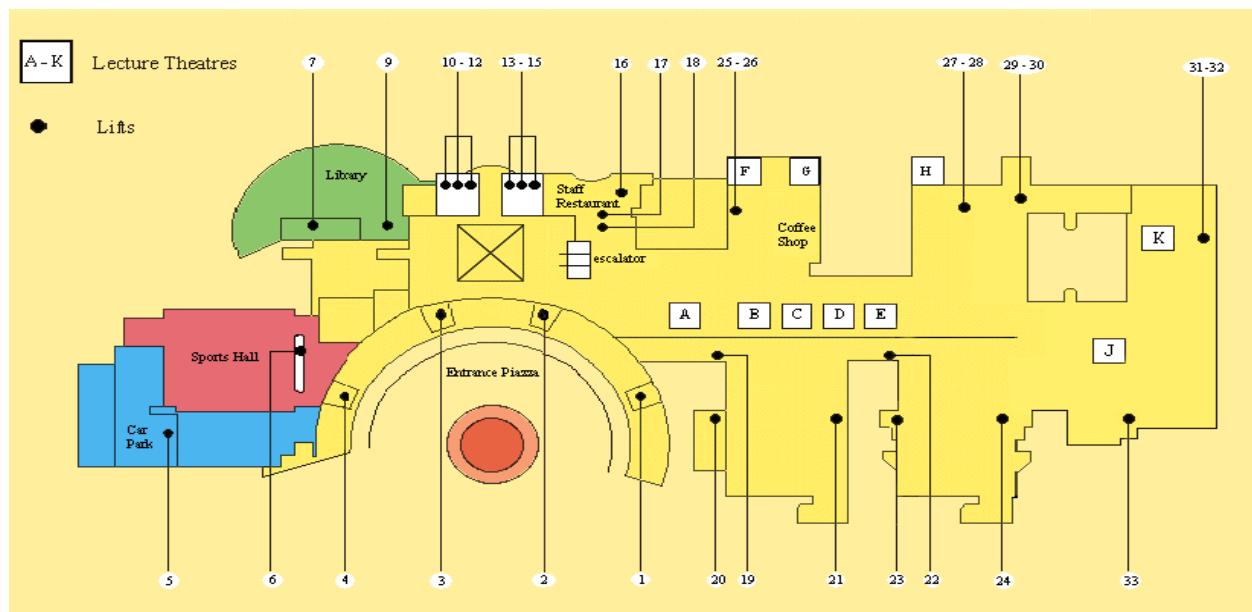 A - K Lecture Theatres
Lifts
7 9 10 - 12 13 - 15 16 17 18 25 - 26 27 - 28 29 - 30 31-32
Library
Staff
Restaurant
F G H
Coffee
Shop
K
escalator
A B C D E
J
Sports Hall
Entrance Piazza
Car
Park
5 6 4 3 2 1 20 19 21 23 22 24 33